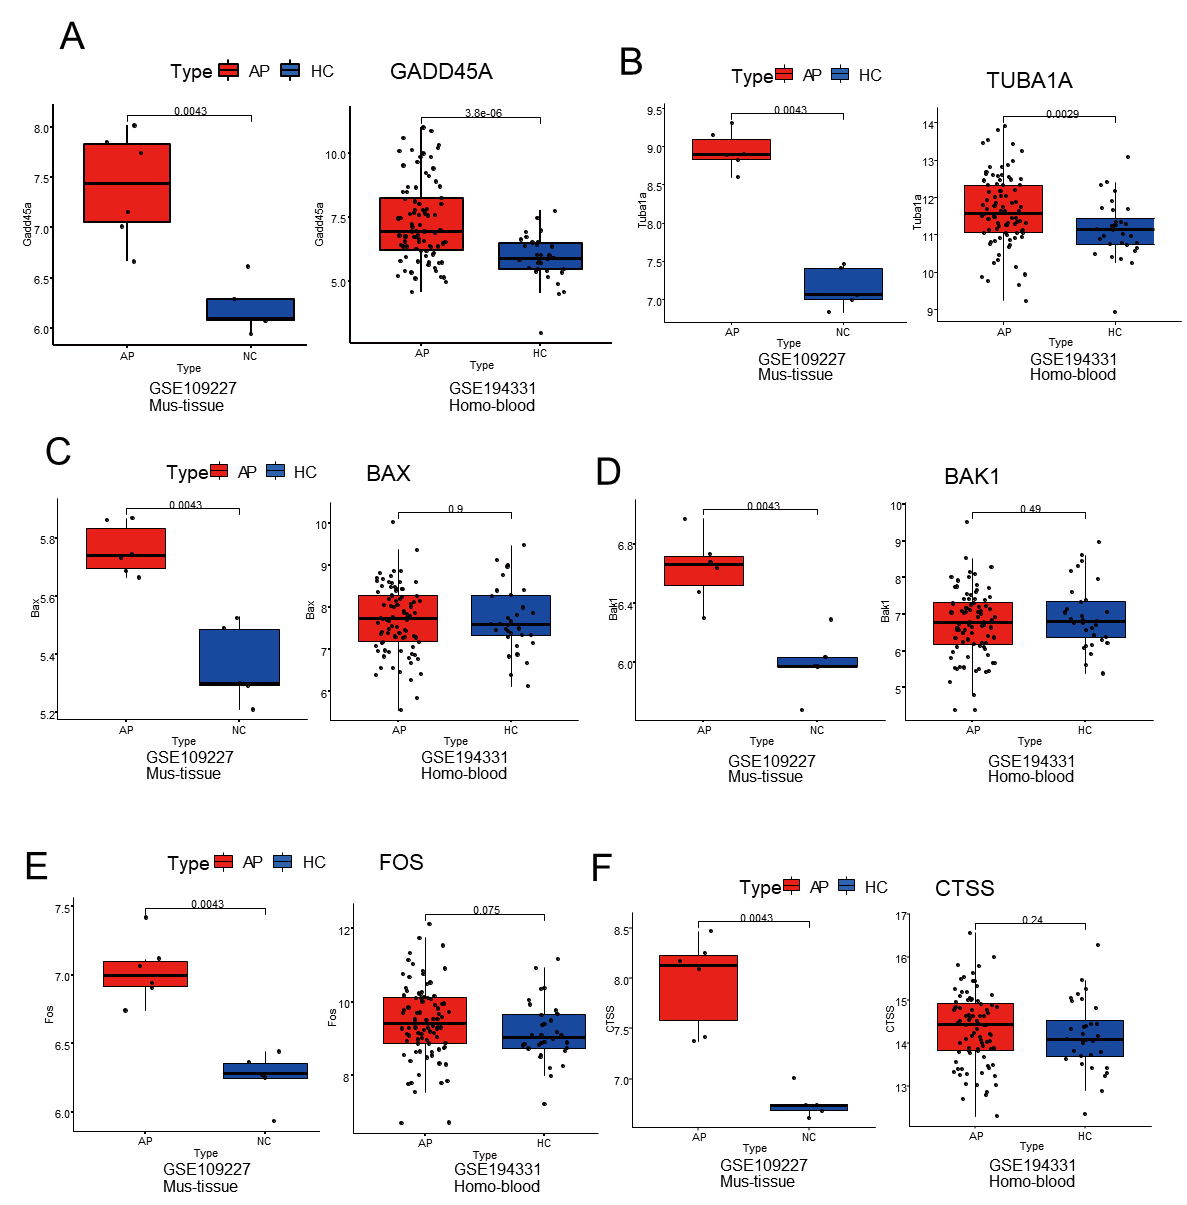 A
Type AP HC GADD45A
0.0043
8.0
7.5
7.0
6.5
6.0
Gadd45a
AP NC
Type
GSE109227
Mus-tissue
3.8e-06
10.0
7.5
5.0
Gadd45a
AP HC
Type
GSE194331
Homo-blood
B
Type AP HC TUBA1A
0.0043
9.5
9.0
8.5
8.0
7.5
7.0
Tuba1a
AP NC
Type
GSE109227
Mus-tissue
0.0029
14
13
12
11
10
9
Tuba1a
AP HC
Type
GSE194331
Homo-blood
C
Type AP HC BAX
0.0043
5.8
5.6
5.4
5.2
Bax
AP NC
Type
GSE109227
Mus-tissue
0.9
10
9
8
7
6
Bax
AP HC
Type
GSE194331
Homo-blood
D
BAK1
0.0043
6.8
6.4
6.0
Bak1
AP NC
Type
GSE109227
Mus-tissue
0.49
10
9
8
7
6
5
Bak1
AP HC
Type
GSE194331
Homo-blood
E
Type AP HC FOS
0.0043
7.5
7.0
6.5
6.0
Fos
AP NC
Type
GSE109227
Mus-tissue
0.075
12
10
8
Fos
AP HC
Type
GSE194331
Homo-blood
F
Type AP HC CTSS
0.0043
8.5
8.0
7.5
7.0
CTSS
AP NC
Type
GSE109227
Mus-tissue
0.24
17
16
15
14
13
CTSS
AP HC
Type
GSE194331
Homo-blood